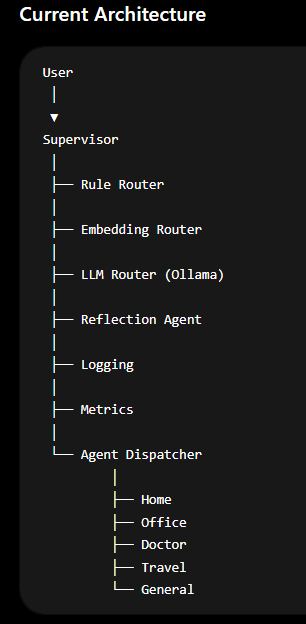 Current Architecture
User
Supervisor
Rule Router
Embedding Router
LLM Router (Ollama)
Reflection Agent
Logging
Metrics
Agent Dispatcher
Home
Office
Doctor
Travel
General